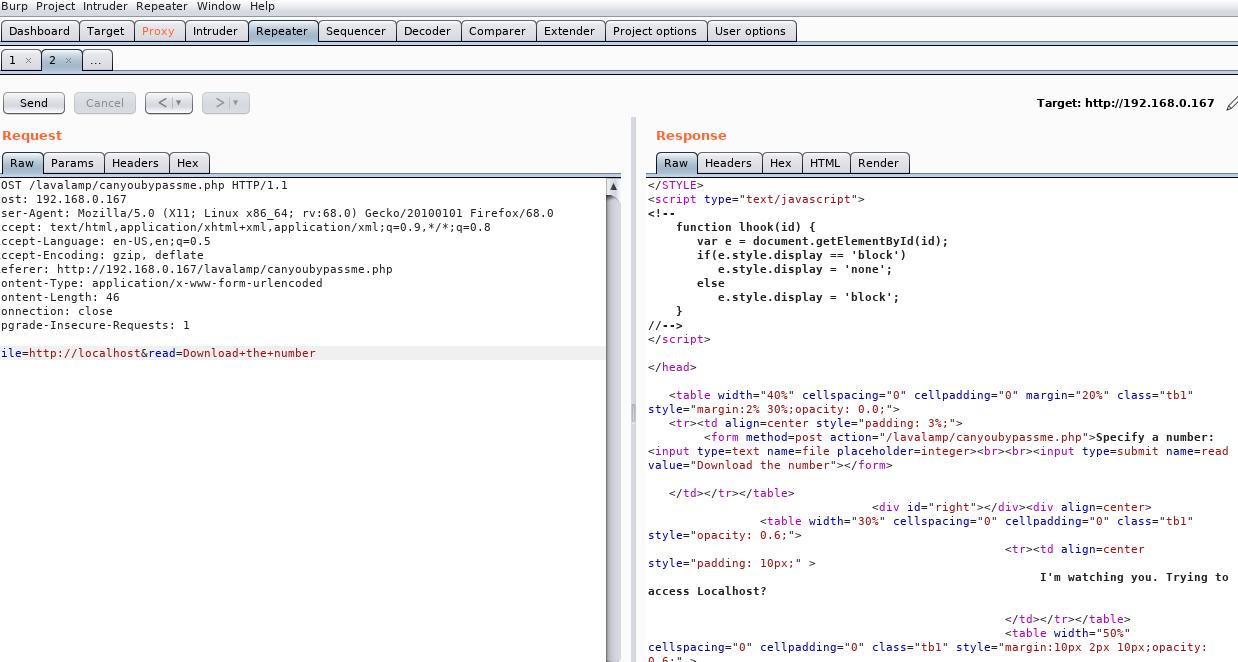 Burp Project Intruder Repeater Window Help
Dashboard Target Proxy Intruder Repeater Sequencer Decoder Comparer Extender Project options User options
1 × 2 × ...
Send Cancel < ▼ > ▼ Target: http://192.168.0.167
Request
Raw Params Headers Hex
OST /lavalamp/canyoubypassme.php HTTP/1.1
ost: 192.168.0.167
ser-Agent: Mozilla/5.0 (X11; Linux x86_64; rv:68.0) Gecko/20100101 Firefox/68.0
ccept: text/html,application/xhtml+xml,application/xml;q=0.9,*/*;q=0.8
ccept-Language: en-US,en;q=0.5
ccept-Encoding: gzip, deflate
eferer: http://192.168.0.167/lavalamp/canyoubypassme.php
ontent-Type: application/x-www-form-urlencoded
ontent-Length: 46
onnection: close
pgrade-Insecure-Requests: 1
ile=http://localhost&read=Download+the+number
Response
Raw Headers Hex HTML Render
</STYLE>
<script type="text/javascript">
<!--
function lhook(id) {
var e = document.getElementById(id);
if(e.style.display == 'block')
e.style.display = 'none';
else
e.style.display = 'block';
}
//-->
</script>
</head>
<table width="40%" cellspacing="0" cellpadding="0" margin="20%" class="tb1"
style="margin:2% 30%;opacity: 0.0;">
<tr><td align=center style="padding: 3%;">
<form method=post action="/lavalamp/canyoubypassme.php">Specify a number:
<input type=text name=file placeholder=integer><br><br><input type=submit name=read
value="Download the number"></form>
</td></tr></table>
<div id="right"></div><div align=center>
<table width="30%" cellspacing="0" cellpadding="0" class="tb1"
style="opacity: 0.6;">
<tr><td align=center
style="padding: 10px;" >
I'm watching you. Trying to
access Localhost?
</td></tr></table>
<table width="50%"
cellspacing="0" cellpadding="0" class="tb1" style="margin:10px 2px 10px;opacity:
0.6;" >